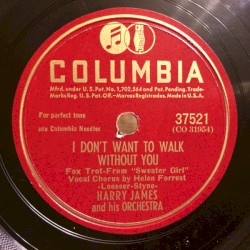 COLUMBIA
Mfrd. under U.S. Pat. No. 1,702,564 and Pat. Pending. Trade-
Marks Reg. U.S. Pat. Off.—Marcas Registradas. Made in U.S.A.
For perfect tone
use Columbia Needles
37521
(CO 31954)
I DON'T WANT TO WALK
WITHOUT YOU
Fox Trot-From "Sweater Girl"
Vocal Chorus by Helen Forrest
-Loesser-Styne-
HARRY JAMES
and his ORCHESTRA